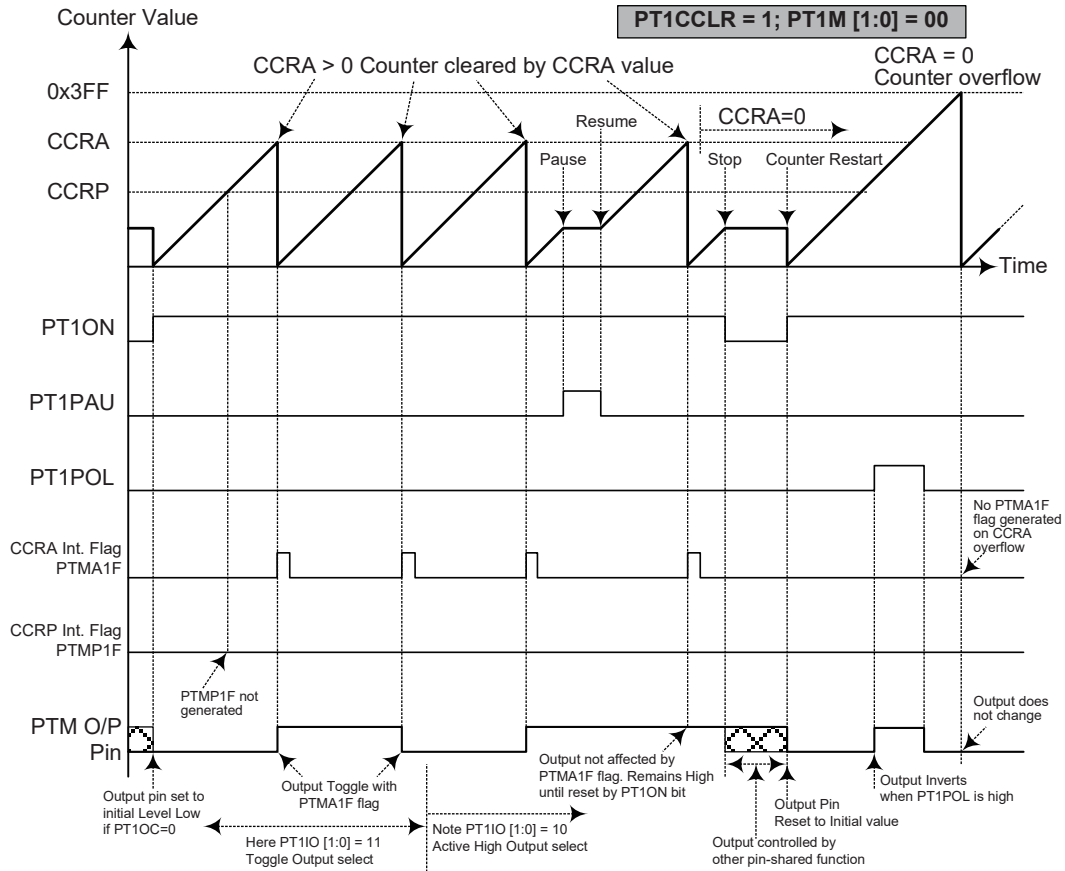 Counter Value
PT1CCLR = 1; PT1M [1:0] = 00
CCRA > 0 Counter cleared by CCRA value
CCRA = 0
Counter overflow
0x3FF
CCRA
CCRP
Resume
CCRA=0
Pause
Stop
Counter Restart
Time
PT1ON
PT1PAU
PT1POL
No PTMA1F
flag generated
on CCRA
overflow
CCRA Int. Flag
PTMA1F
CCRP Int. Flag
PTMP1F
PTMP1F not
generated
Output does
not change
PTM O/P
Pin
Output pin set to
initial Level Low
if PT1OC=0
Output Toggle with
PTMA1F flag
Here PT1IO [1:0] = 11
Toggle Output select
Note PT1IO [1:0] = 10
Active High Output select
Output not affected by
PTMA1F flag. Remains High
until reset by PT1ON bit
Output controlled by
other pin-shared function
Output Pin
Reset to Initial value
Output Inverts
when PT1POL is high